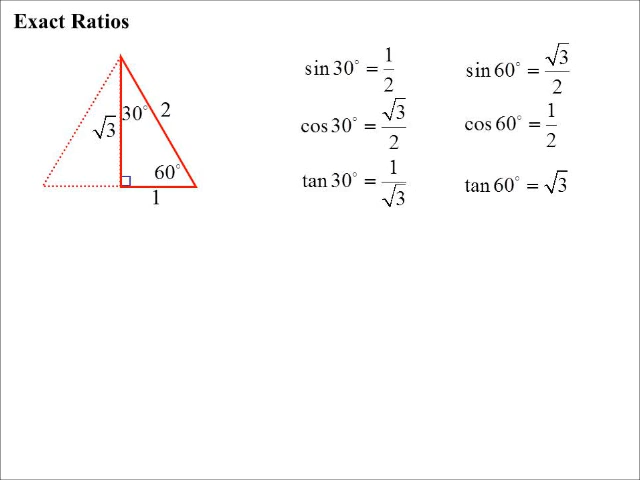 Exact Ratios
30° 2
√3
60°
1
sin 30° = 1/2
cos 30° = √3/2
tan 30° = 1/√3
sin 60° = √3/2
cos 60° = 1/2
tan 60° = √3